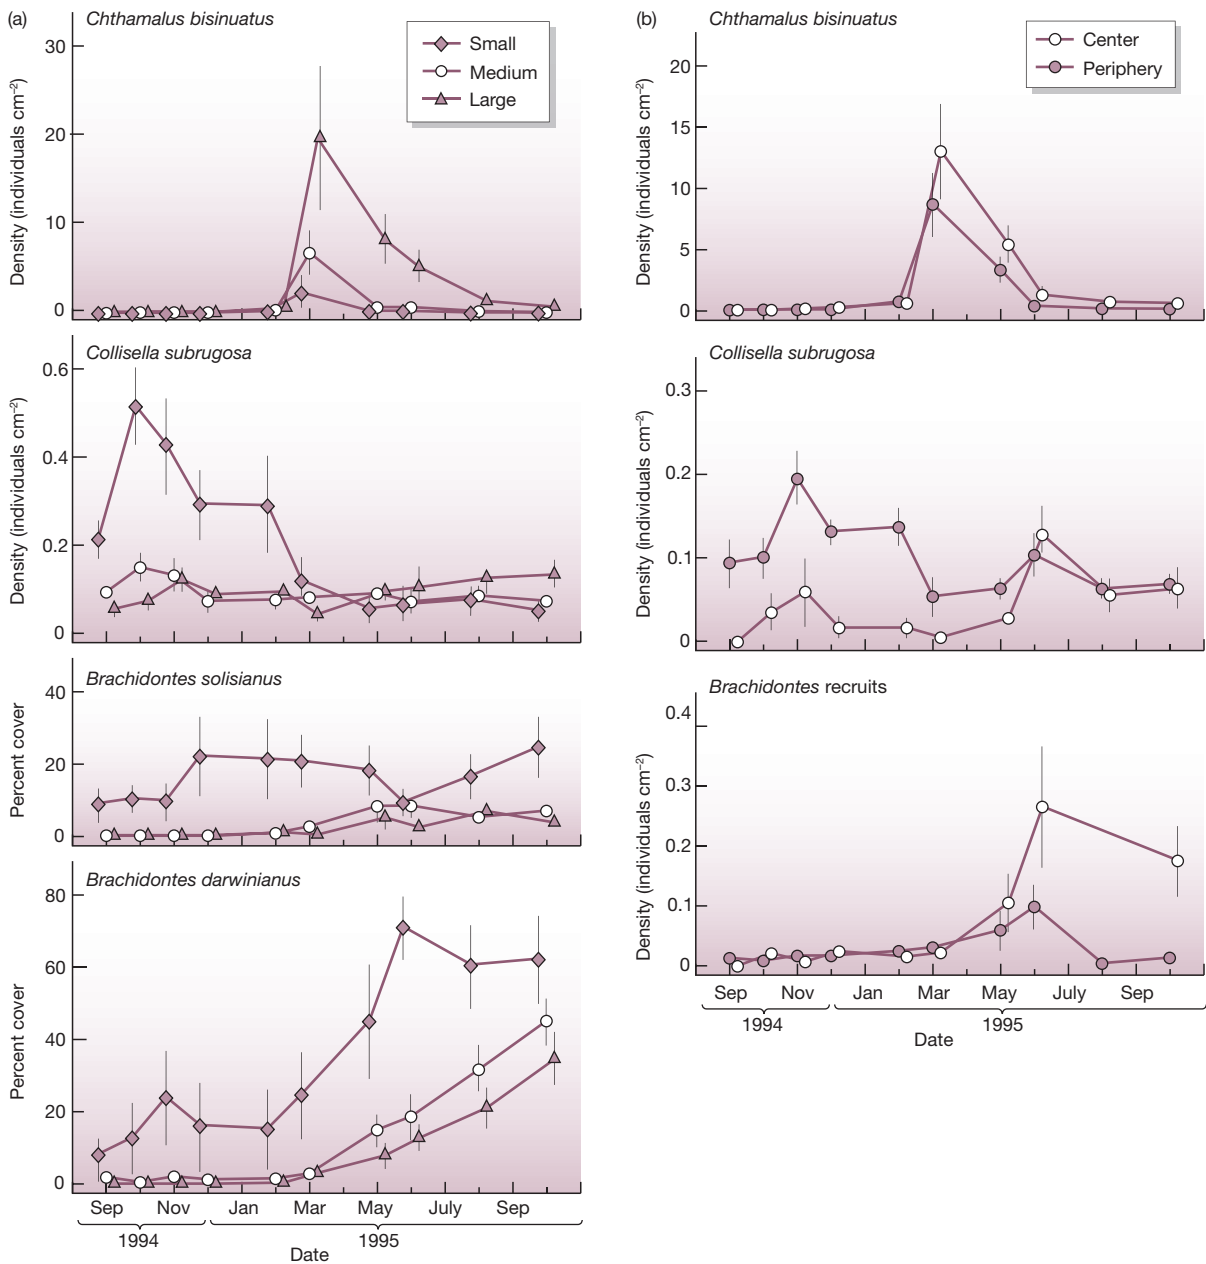 (a)
Chthamalus bisinuatus
Small
Medium
Large
Density (individuals cm–2)
30
20
10
0
Collisella subrugosa
Density (individuals cm–2)
0.6
0.4
0.2
0
Brachidontes solisianus
Percent cover
40
20
0
Brachidontes darwinianus
Percent cover
80
60
40
20
0
Sep Nov Jan Mar May July Sep
1994 1995
Date
(b)
Chthamalus bisinuatus
Center
Periphery
Density (individuals cm–2)
20
15
10
5
0
Collisella subrugosa
Density (individuals cm–2)
0.3
0.2
0.1
0
Brachidontes recruits
Density (individuals cm–2)
0.4
0.3
0.2
0.1
0
Sep Nov Jan Mar May July Sep
1994 1995
Date